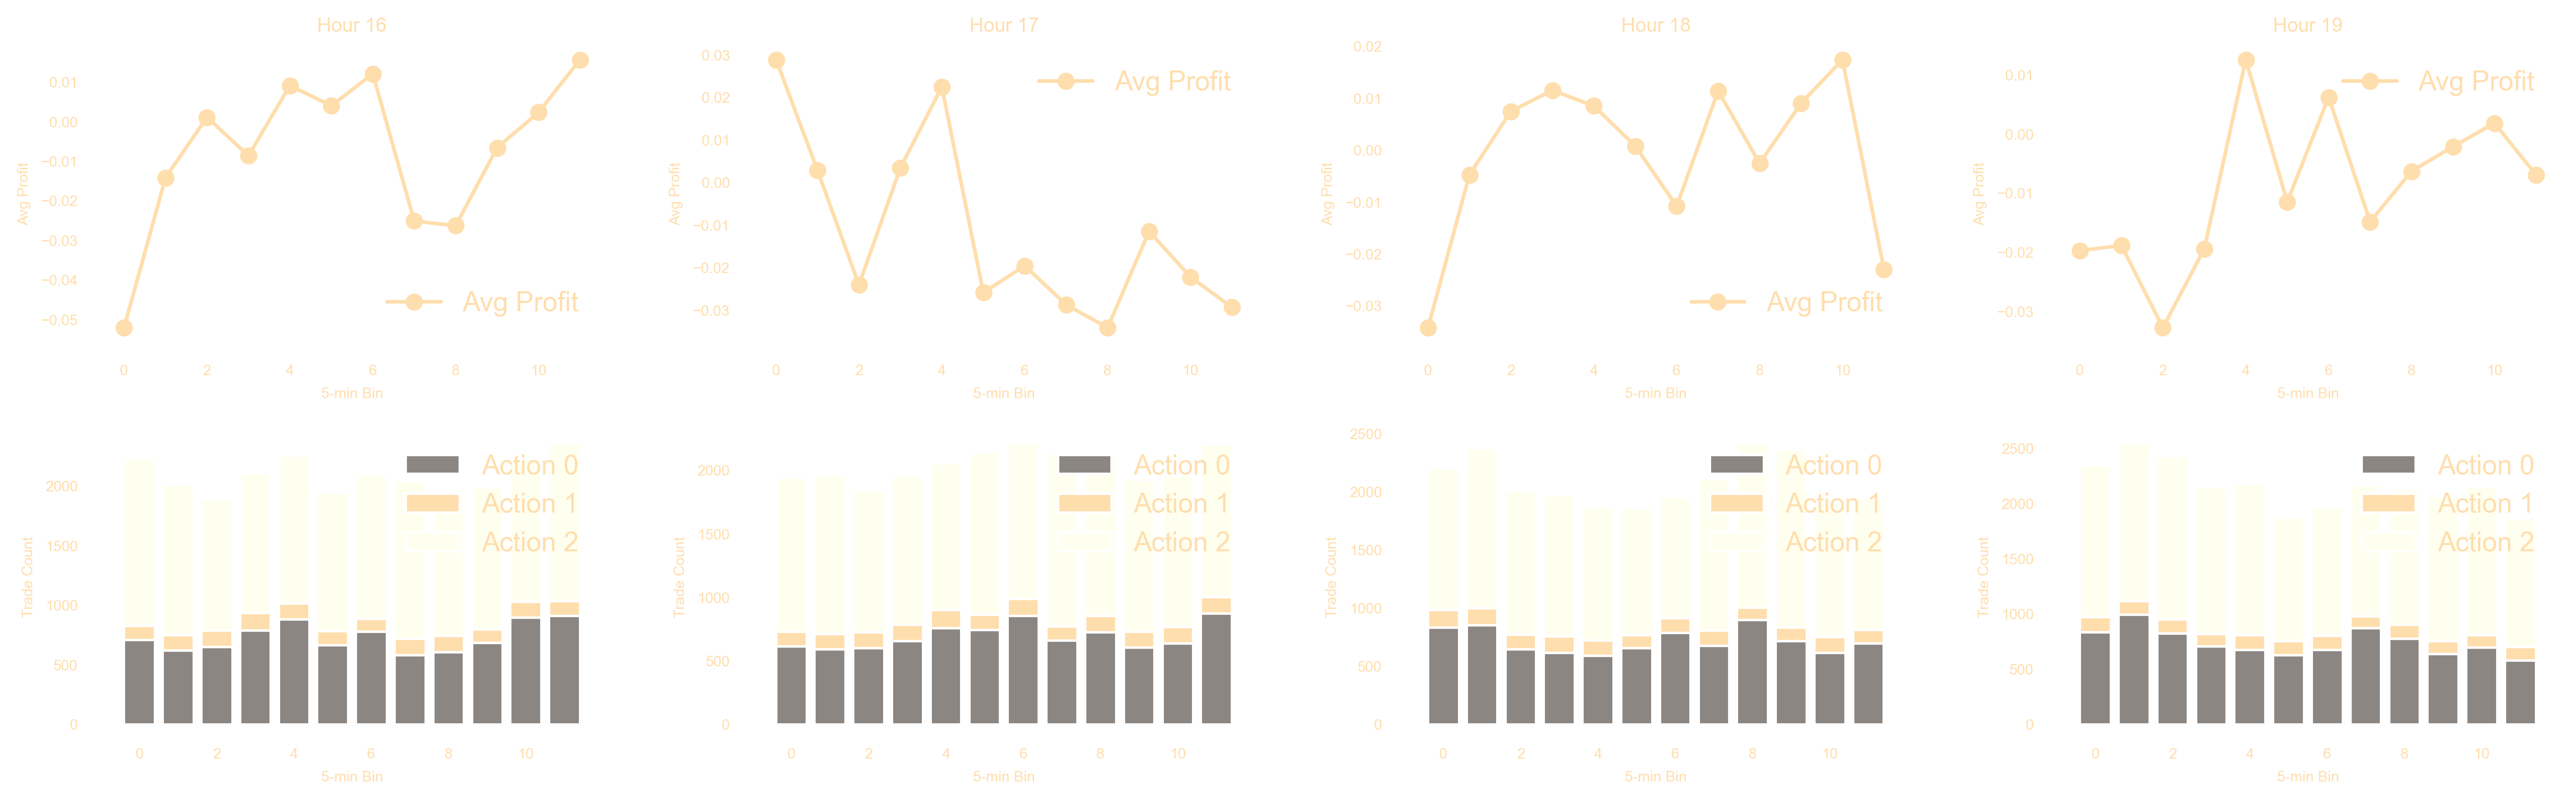 Hour 16
Avg Profit
0.01
0.00
−0.01
−0.02
−0.03
−0.04
−0.05
Avg Profit
0 2 4 6 8 10
5-min Bin
Hour 17
Avg Profit
0.03
0.02
0.01
0.00
−0.01
−0.02
−0.03
Avg Profit
0 2 4 6 8 10
5-min Bin
Hour 18
Avg Profit
0.02
0.01
0.00
−0.01
−0.02
−0.03
Avg Profit
0 2 4 6 8 10
5-min Bin
Hour 19
Avg Profit
0.01
0.00
−0.01
−0.02
−0.03
Avg Profit
0 2 4 6 8 10
5-min Bin
Trade Count
2000
1500
1000
500
0
Action 0
Action 1
Action 2
0 2 4 6 8 10
5-min Bin
Trade Count
2000
1500
1000
500
0
Action 0
Action 1
Action 2
0 2 4 6 8 10
5-min Bin
Trade Count
2500
2000
1500
1000
500
0
Action 0
Action 1
Action 2
0 2 4 6 8 10
5-min Bin
Trade Count
2500
2000
1500
1000
500
0
Action 0
Action 1
Action 2
0 2 4 6 8 10
5-min Bin